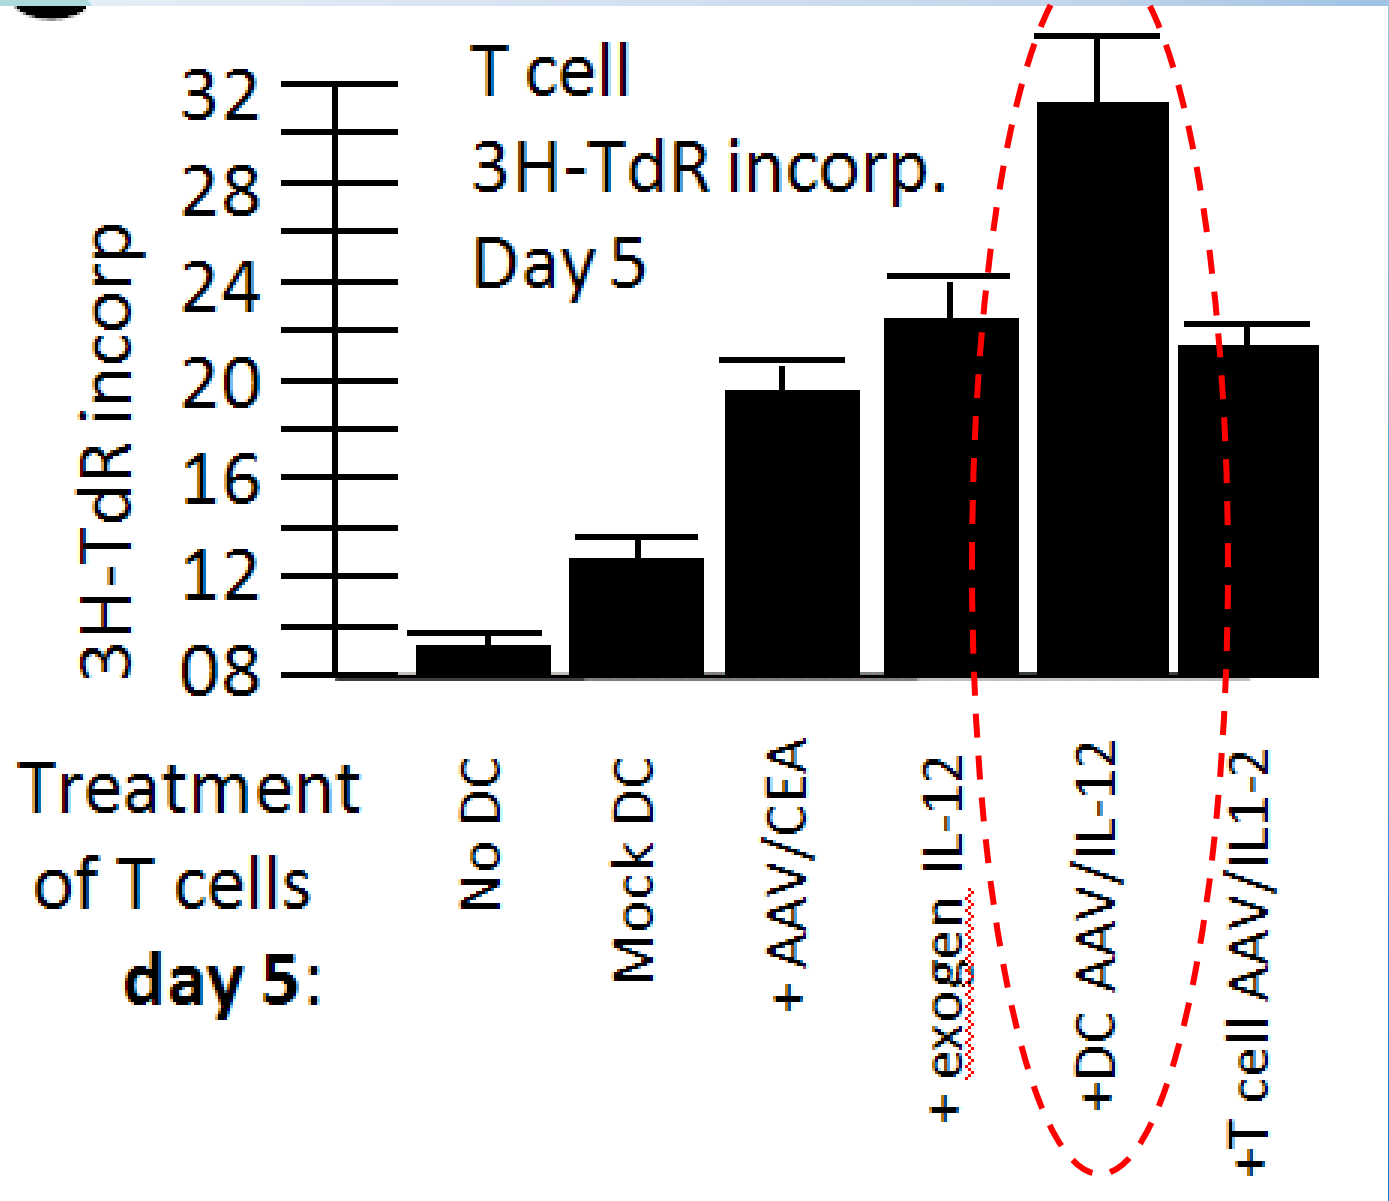 T cell
3H-TdR incorp.
Day 5
3H-TdR incorp
32
28
24
20
16
12
08
Treatment
of T cells
day 5:
No DC
Mock DC
+ AAV/CEA
+ exogen IL-12
+DC AAV/IL-12
+T cell AAV/IL1-2